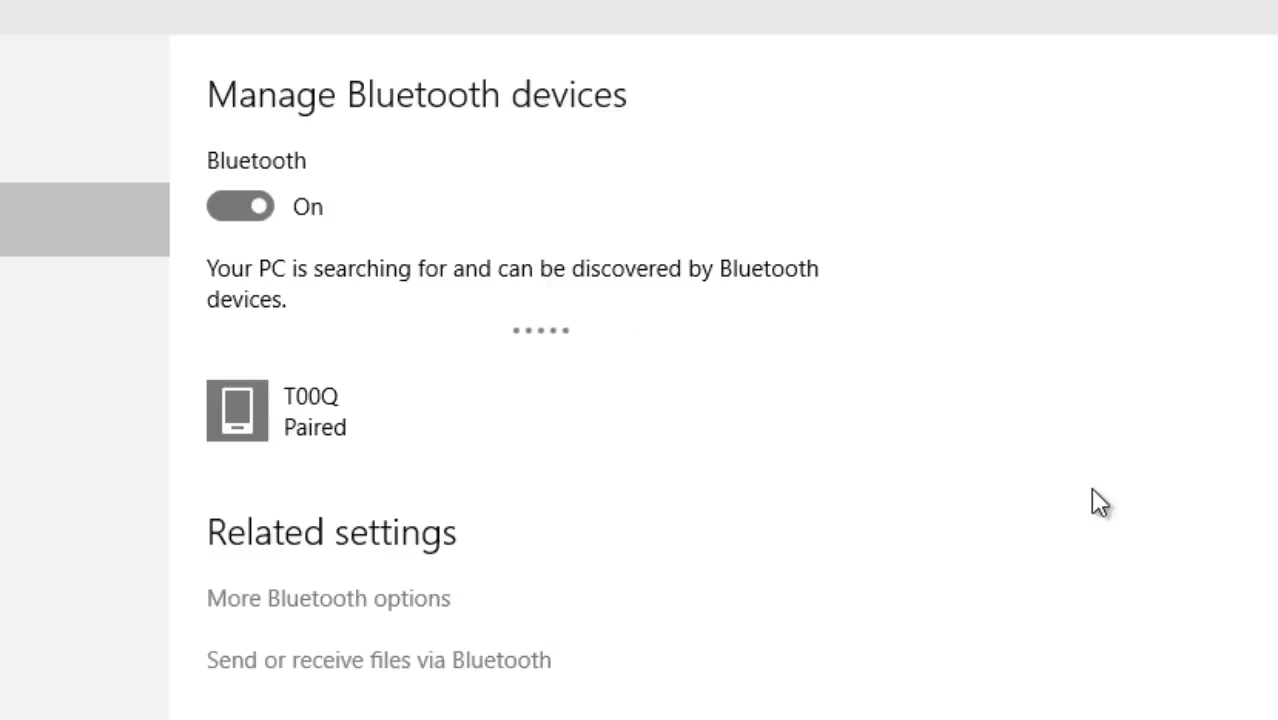 Manage Bluetooth devices
Bluetooth
On
Your PC is searching for and can be discovered by Bluetooth
devices.
T00Q
Paired
Related settings
More Bluetooth options
Send or receive files via Bluetooth